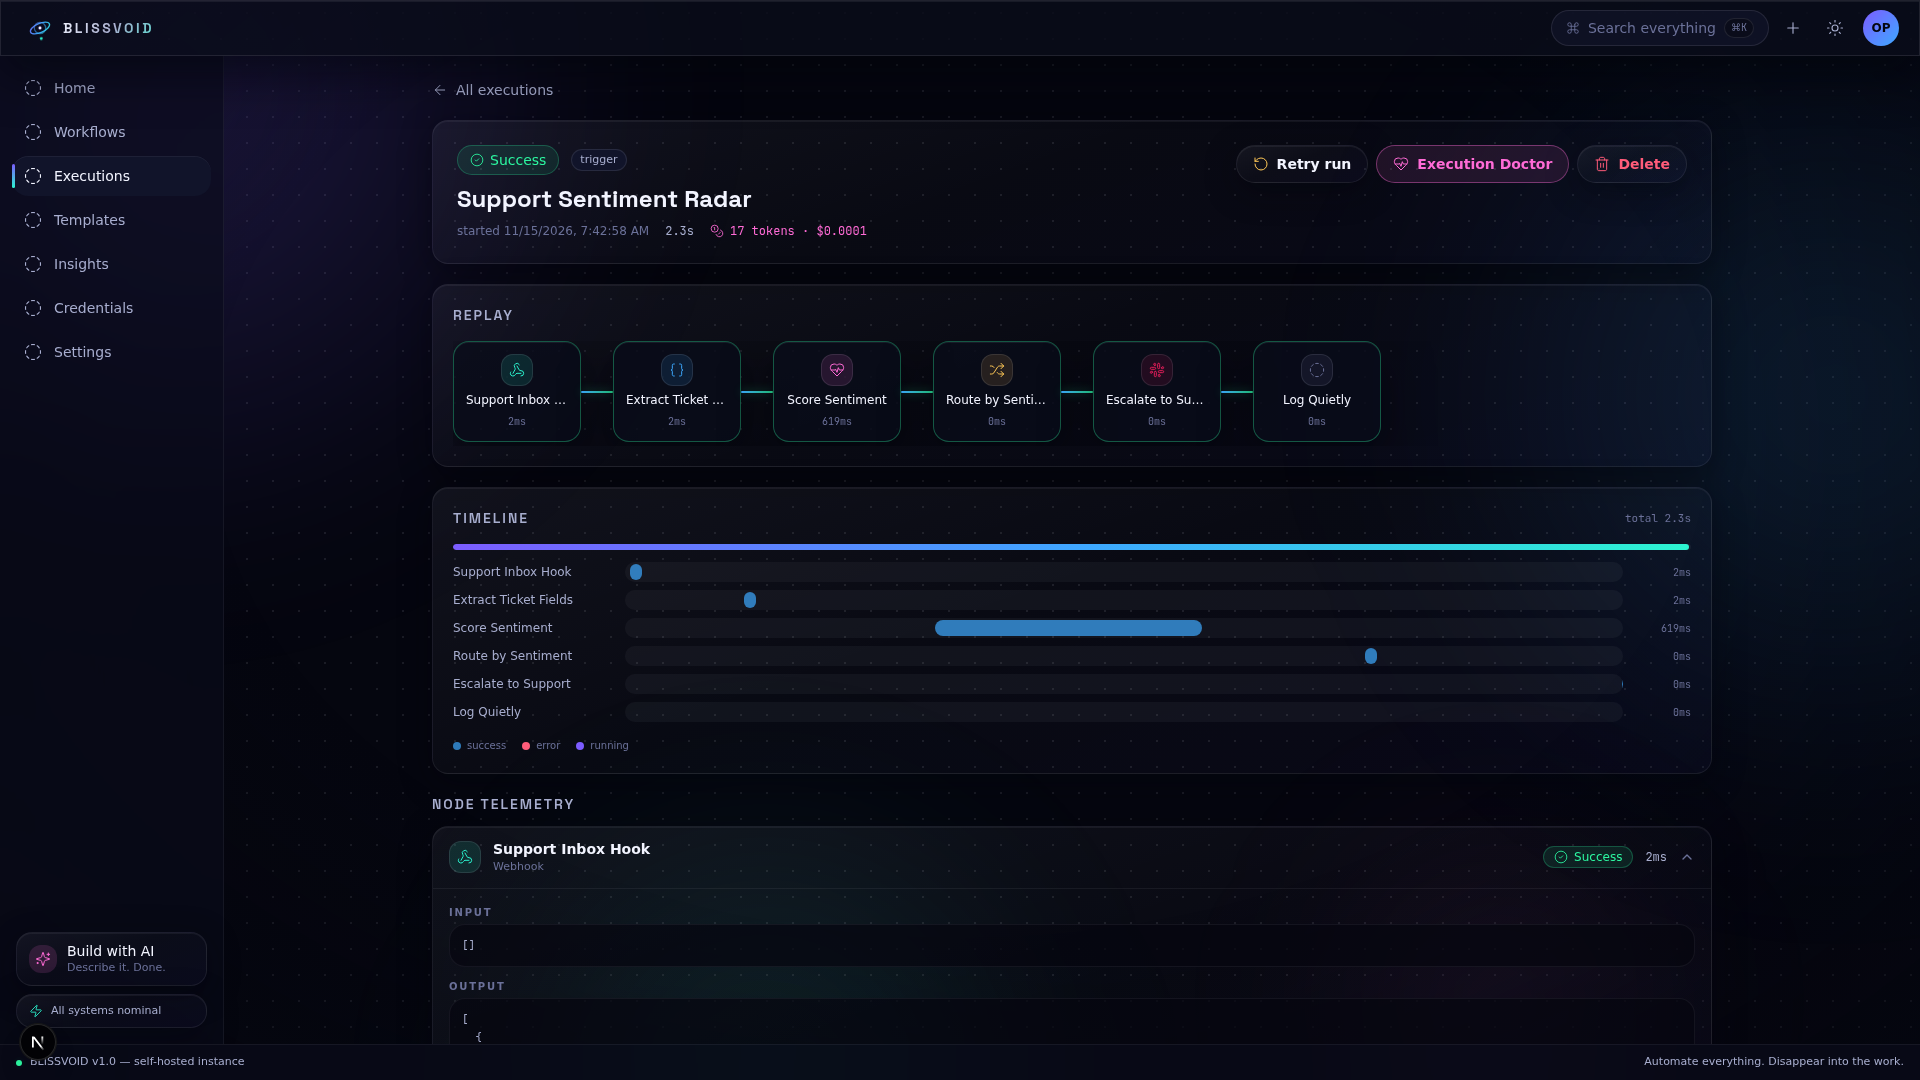 BLISSVOID
⌘ Search everything ⌘K
OP
Home
Workflows
Executions
Templates
Insights
Credentials
Settings
Build with AI
Describe it. Done.
All systems nominal
← All executions
Success trigger
Support Sentiment Radar
started 11/15/2026, 7:42:58 AM 2.3s 17 tokens · $0.0001
Retry run
Execution Doctor
Delete
REPLAY
Support Inbox …
2ms
Extract Ticket …
2ms
Score Sentiment
619ms
Route by Senti…
0ms
Escalate to Su…
0ms
Log Quietly
0ms
TIMELINE total 2.3s
Support Inbox Hook 2ms
Extract Ticket Fields 2ms
Score Sentiment 619ms
Route by Sentiment 0ms
Escalate to Support 0ms
Log Quietly 0ms
success error running
NODE TELEMETRY
Support Inbox Hook
Webhook
Success 2ms
INPUT
[]
OUTPUT
[
{
N
BLISSVOID v1.0 — self-hosted instance
Automate everything. Disappear into the work.